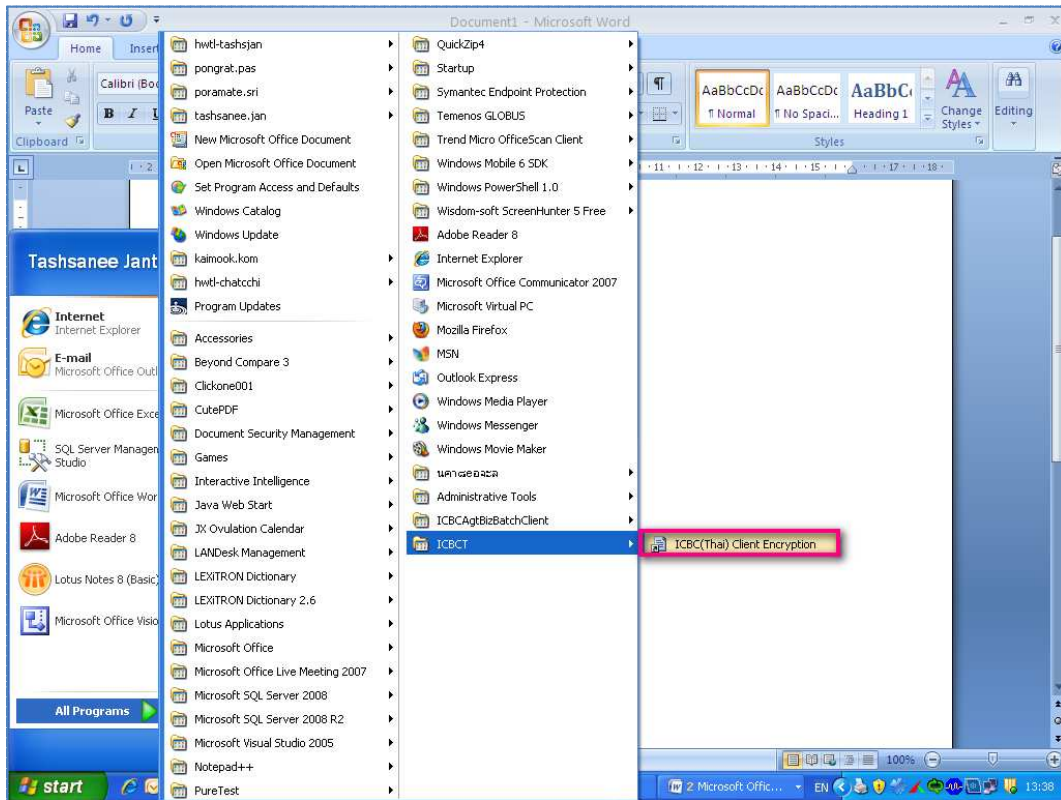 Document1 - Microsoft Word
Home
Insert
Paste
Clipboard
Calibri (Bo
B I
AaBbCcDc AaBbCcDc AaBbC
¶ Normal ¶ No Spaci... Heading 1
Change Styles
Editing
Styles
11 12 13 14 15 17 18
Tashsanee Jant
Internet
Internet Explorer
E-mail
Microsoft Office Outl
Microsoft Office Exce
SQL Server Managem
Studio
Microsoft Office Wor
Adobe Reader 8
Lotus Notes 8 (Basic)
Microsoft Office Visio
All Programs
hwtl-tashsjan
pongrat.pas
poramate.sri
tashsanee.jan
New Microsoft Office Document
Open Microsoft Office Document
Set Program Access and Defaults
Windows Catalog
Windows Update
kaimook.kom
hwtl-chatcchi
Program Updates
Accessories
Beyond Compare 3
Clickone001
CutePDF
Document Security Management
Games
Interactive Intelligence
Java Web Start
JX Ovulation Calendar
LANDesk Management
LEXiTRON Dictionary
LEXiTRON Dictionary 2.6
Lotus Applications
Microsoft Office
Microsoft Office Live Meeting 2007
Microsoft SQL Server 2008
Microsoft SQL Server 2008 R2
Microsoft Visual Studio 2005
Notepad++
PureTest
QuickZip4
Startup
Symantec Endpoint Protection
Temenos GLOBUS
Trend Micro OfficeScan Client
Windows Mobile 6 SDK
Windows PowerShell 1.0
Wisdom-soft ScreenHunter 5 Free
Adobe Reader 8
Internet Explorer
Microsoft Office Communicator 2007
Microsoft Virtual PC
Mozilla Firefox
MSN
Outlook Express
Windows Media Player
Windows Messenger
Windows Movie Maker
Administrative Tools
ICBCAgtBizBatchClient
ICBCT
ICBC(Thai) Client Encryption
100%
start
2 Microsoft Offic...
EN
13:38